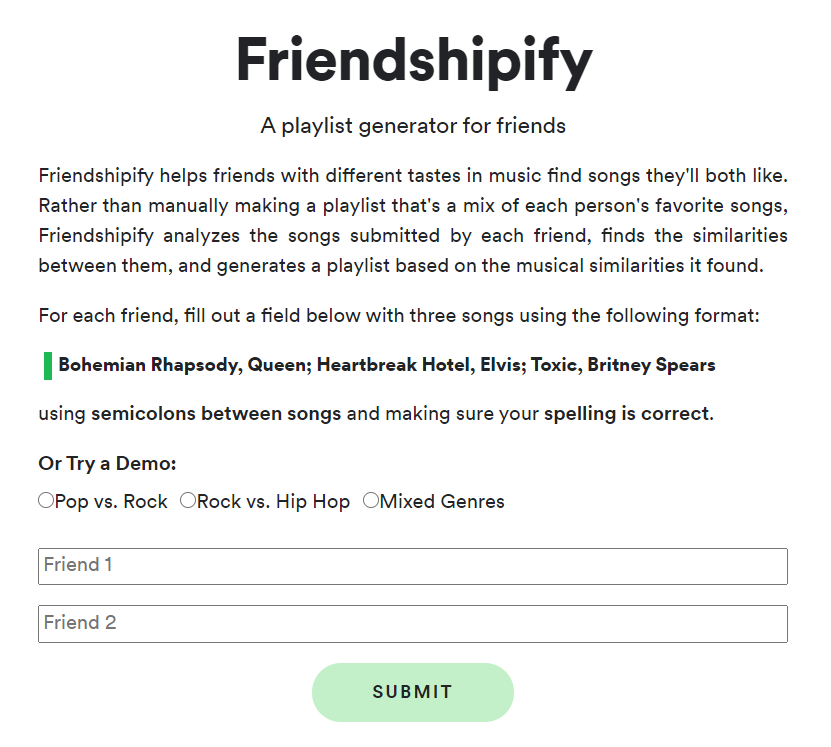 Friendshipify
A playlist generator for friends
Friendshipify helps friends with different tastes in music find songs they'll both like.
Rather than manually making a playlist that's a mix of each person's favorite songs,
Friendshipify analyzes the songs submitted by each friend, finds the similarities
between them, and generates a playlist based on the musical similarities it found.
For each friend, fill out a field below with three songs using the following format:
Bohemian Rhapsody, Queen; Heartbreak Hotel, Elvis; Toxic, Britney Spears
using semicolons between songs and making sure your spelling is correct.
Or Try a Demo:
Pop vs. Rock Rock vs. Hip Hop Mixed Genres
Friend 1
Friend 2
SUBMIT